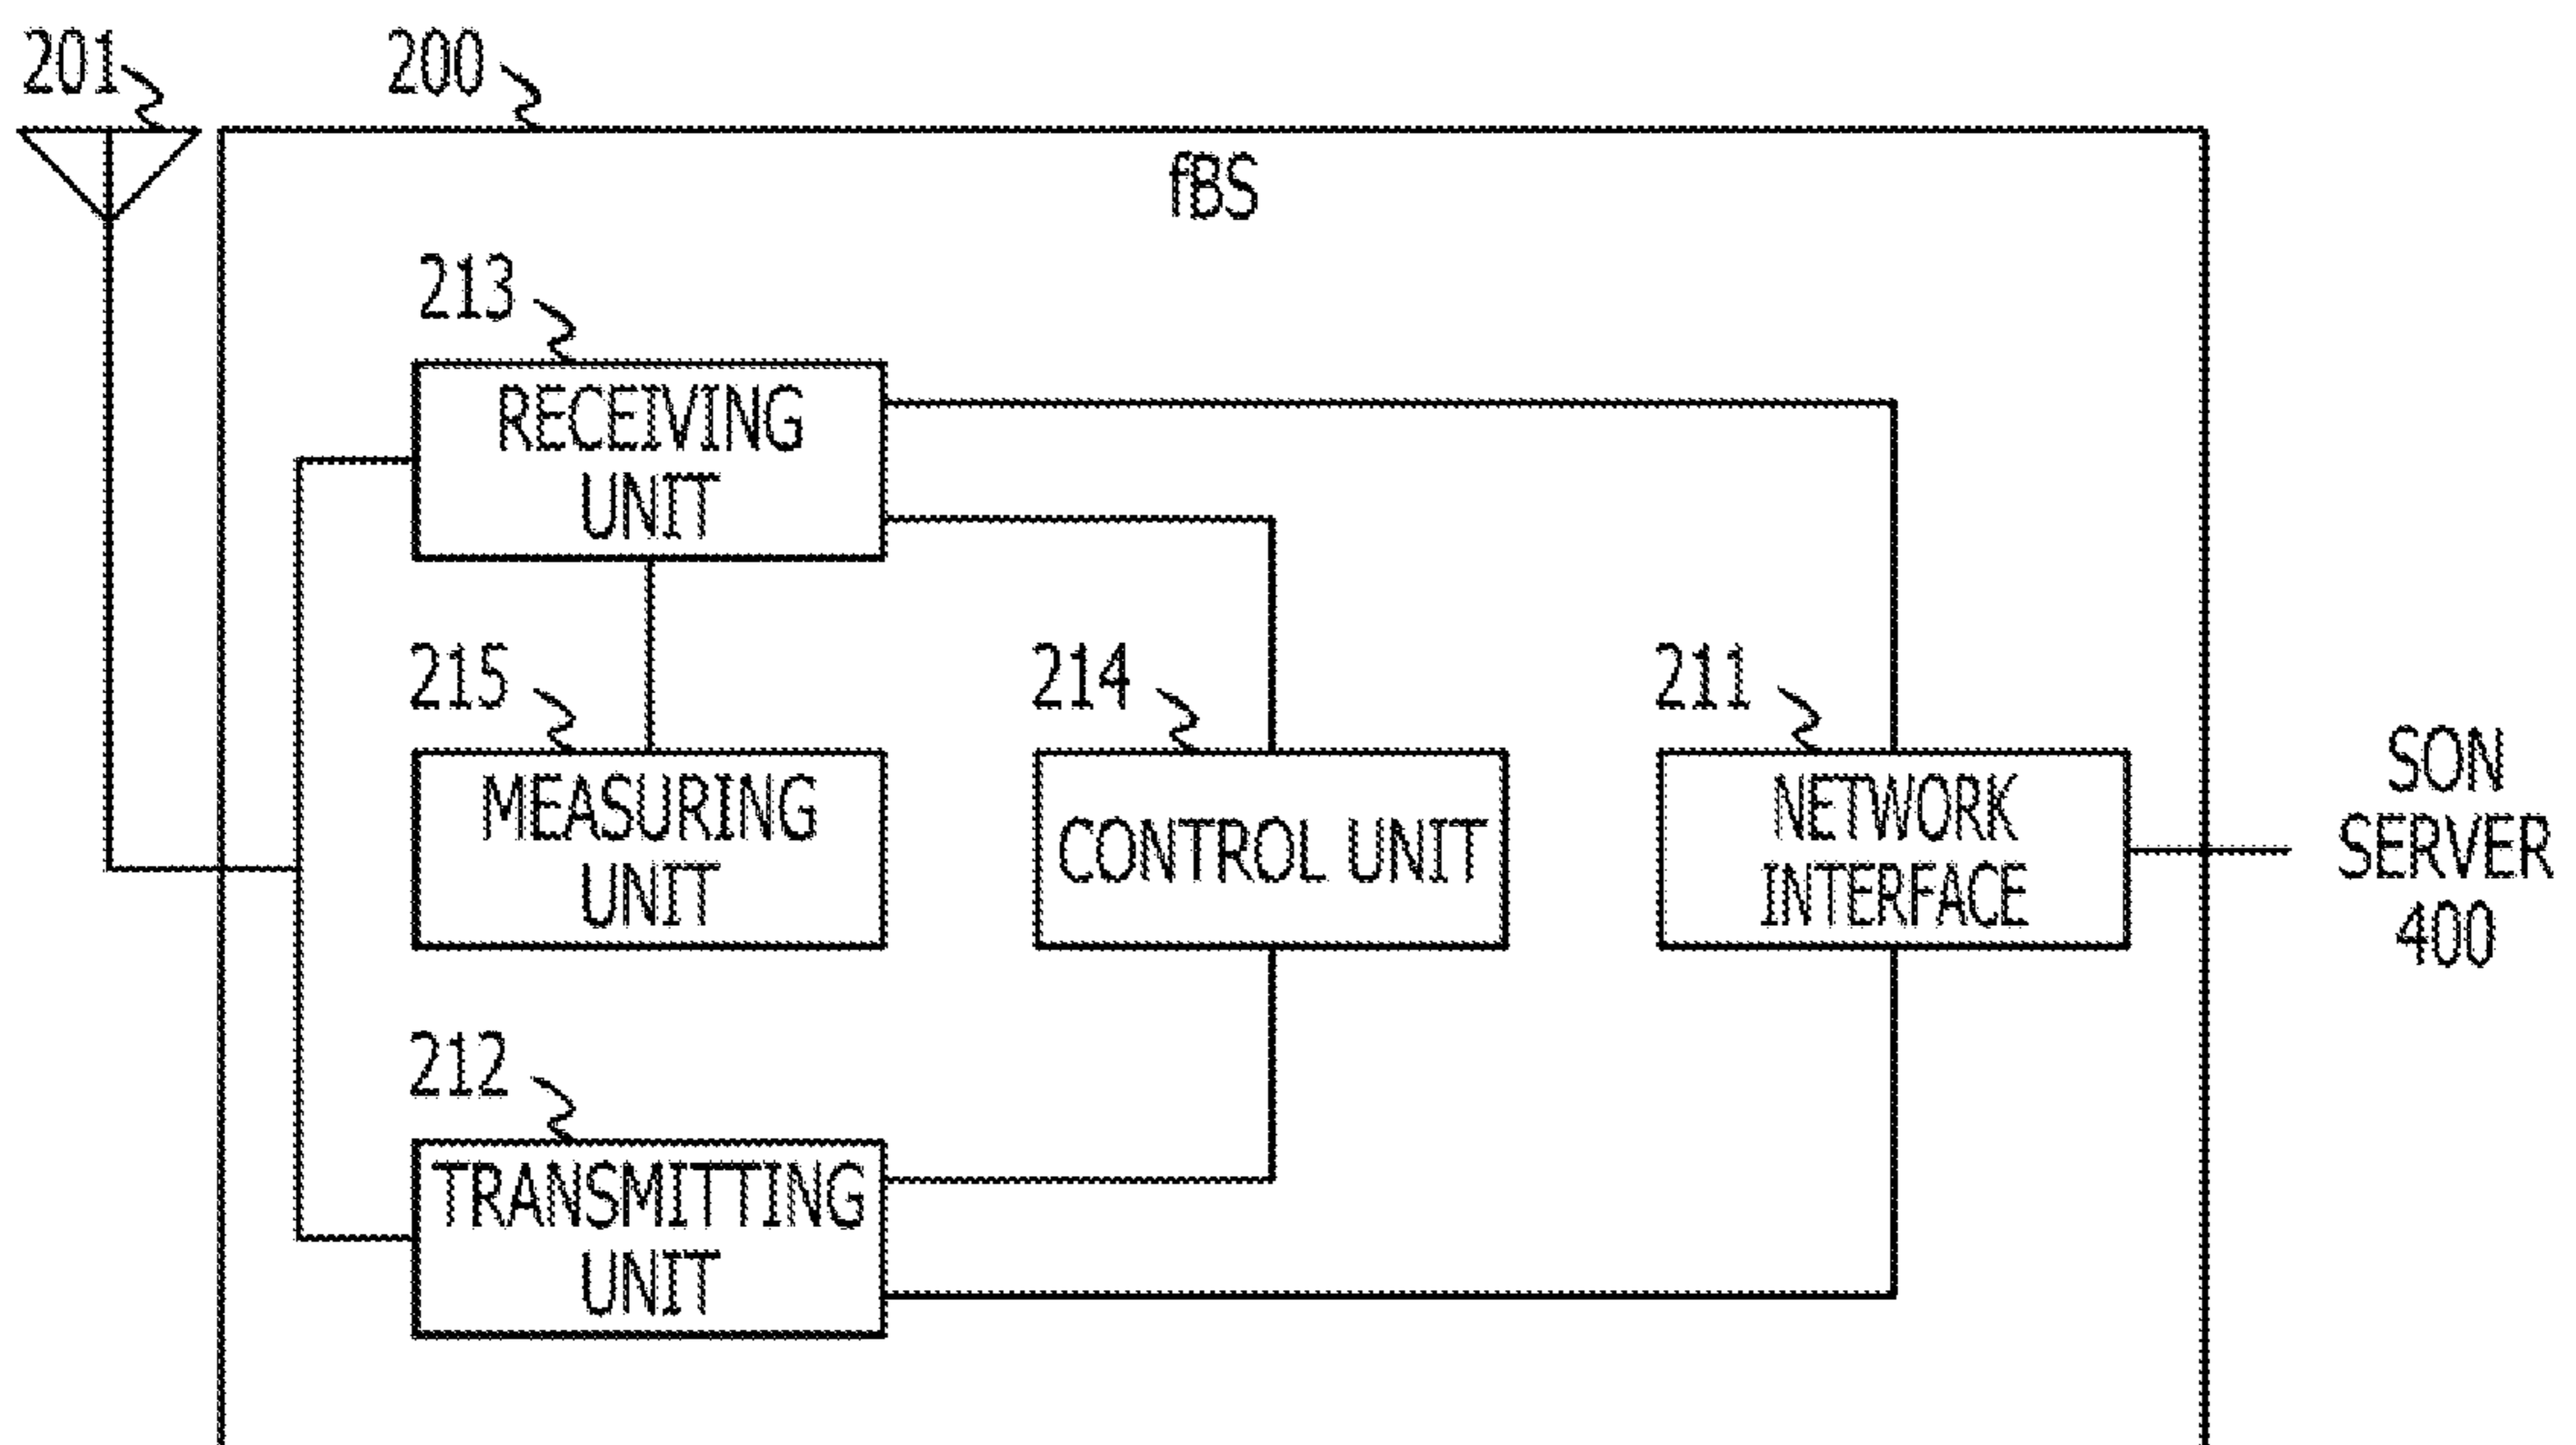 201
200
fBS
213
RECEIVING
UNIT
215
214
211
MEASURING
UNIT
CONTROL UNIT
NETWORK
INTERFACE
SON
SERVER
400
212
TRANSMITTING
UNIT